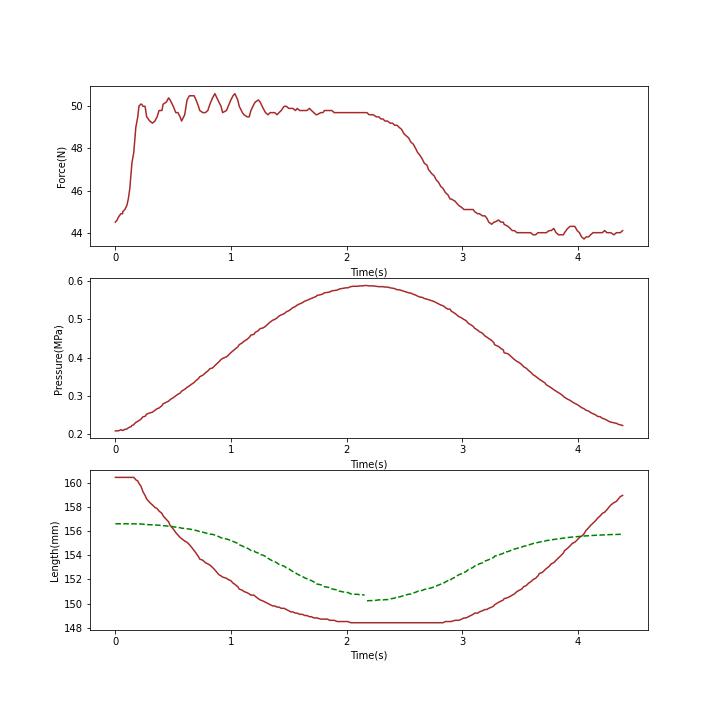 Force(N)
50
48
46
44
0 1 2 3 4
Time(s)
Pressure(MPa)
0.6
0.5
0.4
0.3
0.2
0 1 2 3 4
Time(s)
Length(mm)
160
158
156
154
152
150
148
0 1 2 3 4
Time(s)